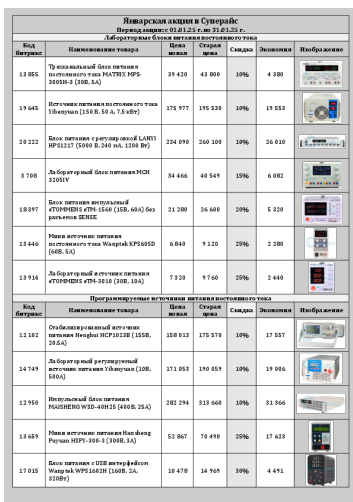 Январская акция в Суперайс
Период акции: с 01.01.25 г. по 31.01.25 г.
Лабораторные блоки питания постоянного тока
Код битрикс Наименование товара Цена новая Старая цена Скидка Экономия Изображение
13 855 Трехканальный блок питания постоянного тока MATRIX MPS-3005H-3 (30В, 5А) 39 420 43 800 10% 4 380
19 645 Источник питания постоянного тока Yibenyuan (150 В, 50 А, 7,5 кВт) 175 977 195 530 10% 19 553
20 222 Блок питания с регулировкой LANYI HPS1217 (5000 В, 240 мА, 1200 Вт) 234 090 260 100 10% 26 010
3 708 Лабораторный блок питания MCH 3205IV 34 466 40 549 15% 6 082
18 397 Блок питания импульсный eTOMMENS eTM-1560 (15В, 60А) без разъемов SENSE 21 280 26 600 20% 5 320
13 446 Мини источник питания постоянного тока Wanptek KPS605D (60В, 5А) 6 840 9 120 25% 2 280
13 914 Лабораторный источник питания eTOMMENS eTM-3010 (30В, 10А) 7 320 9 760 25% 2 440
Программируемые источники питания постоянного тока
Код битрикс Наименование товара Цена новая Старая цена Скидка Экономия Изображение
12 102 Стабилизированный источник питания Henghui HCP1023B (155В, 20.5А) 158 013 175 570 10% 17 557
14 749 Лабораторный регулируемый источник питания Yibenyuan (10В, 500А) 171 053 190 059 10% 19 006
12 950 Импульсный блок питания MAISHENG WSD-40H25 (400В, 25А) 282 294 313 660 10% 31 366
13 659 Мини источник питания Hansheng Puyuan HSPY-300-3 (300В, 3А) 52 867 70 490 25% 17 623
17 015 Блок питания с USB интерфейсом Wanptek WPS1602H (160В, 2А, 320Вт) 10 478 14 969 30% 4 491